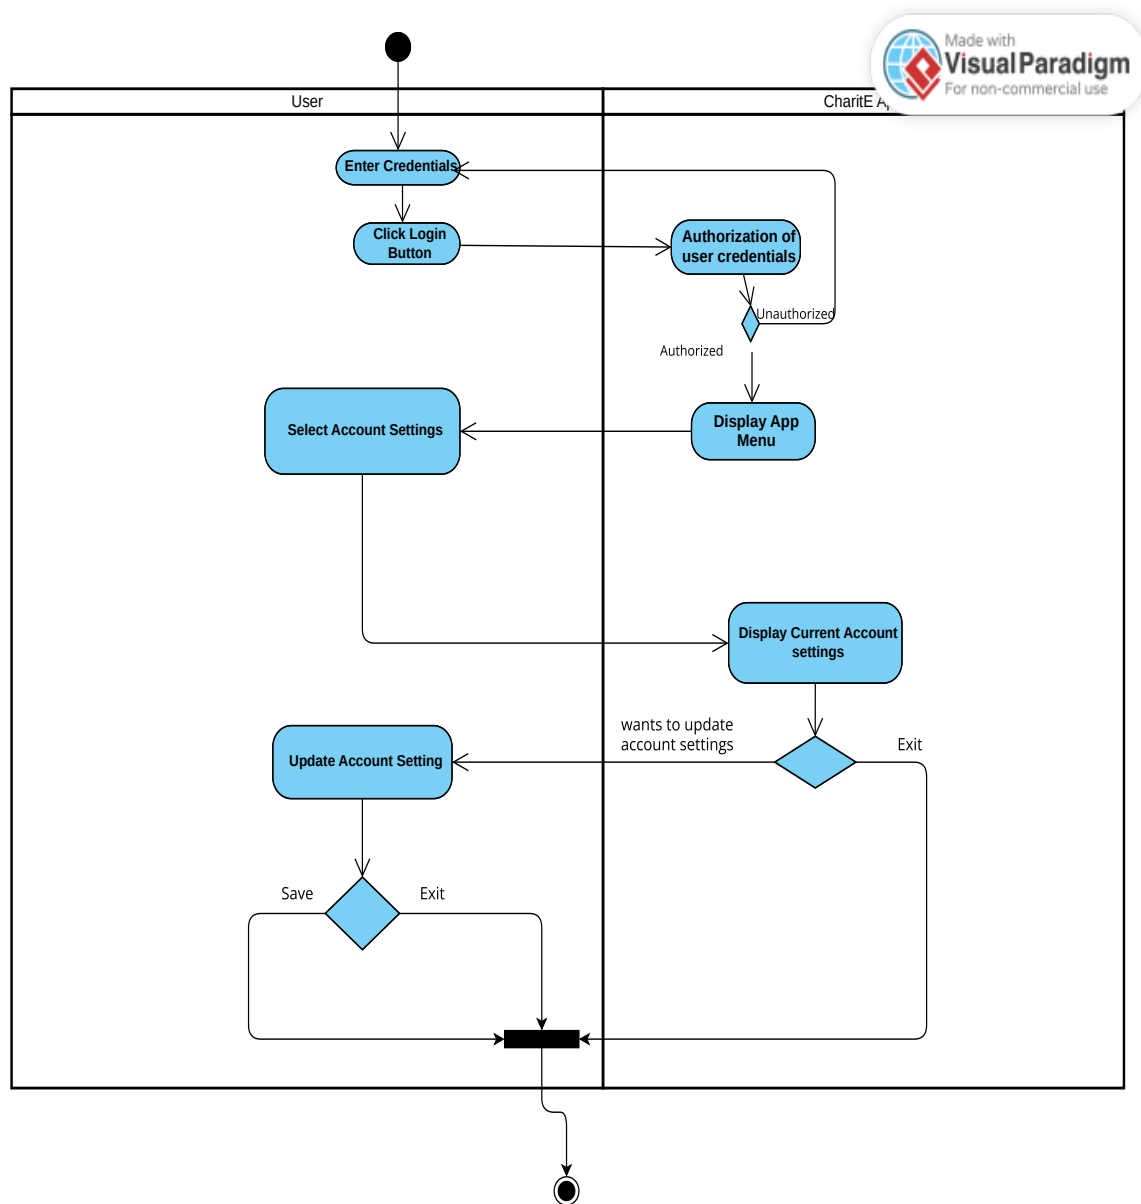 Made with
Visual Paradigm
For non-commercial use
User
CharitE
Enter Credentials
Click Login
Button
Authorization of
user credentials
Unauthorized
Authorized
Select Account Settings
Display App
Menu
Display Current Account
settings
wants to update
account settings
Exit
Update Account Setting
Save
Exit